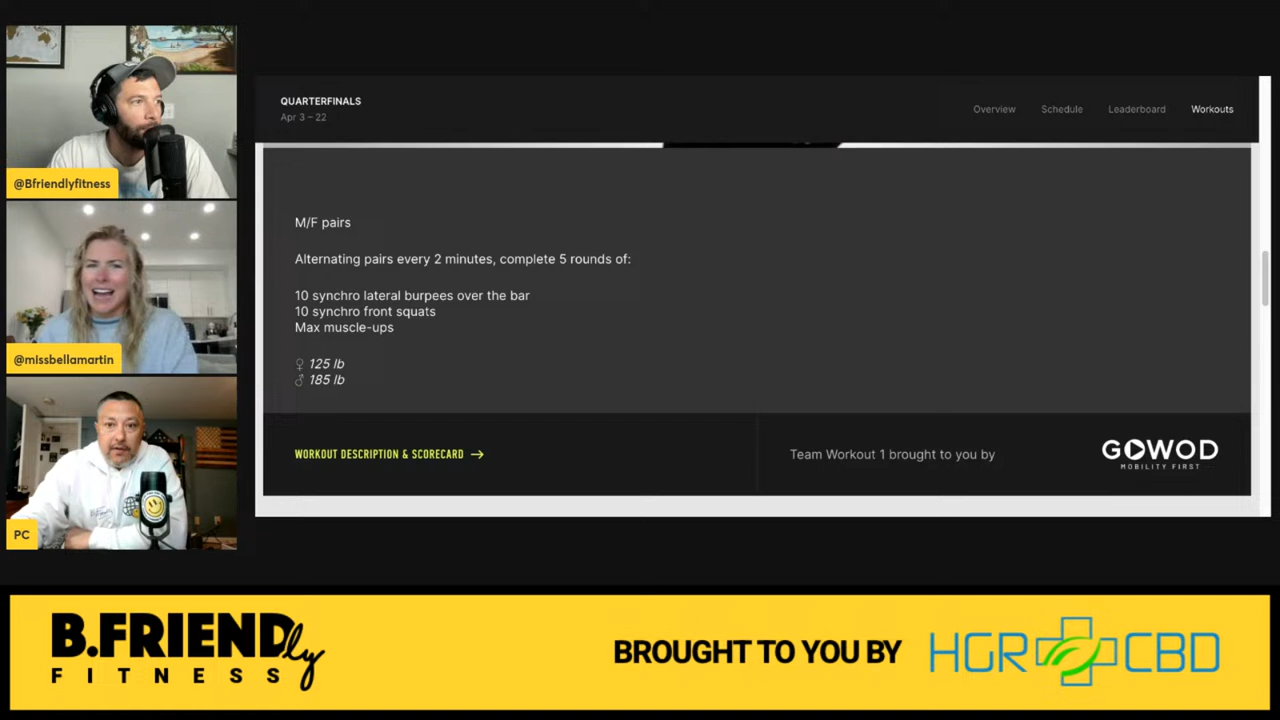 @Bfriendlyfitness
@missbellamartin
PC
QUARTERFINALS
Apr 3 – 22
Overview
Schedule
Leaderboard
Workouts
M/F pairs
Alternating pairs every 2 minutes, complete 5 rounds of:
10 synchro lateral burpees over the bar
10 synchro front squats
Max muscle-ups
♀ 125 lb
♂ 185 lb
WORKOUT DESCRIPTION & SCORECARD →
Team Workout 1 brought to you by
GOWOD
MOBILITY FIRST
B.FRIENDly
FITNESS
BROUGHT TO YOU BY
HGR CBD